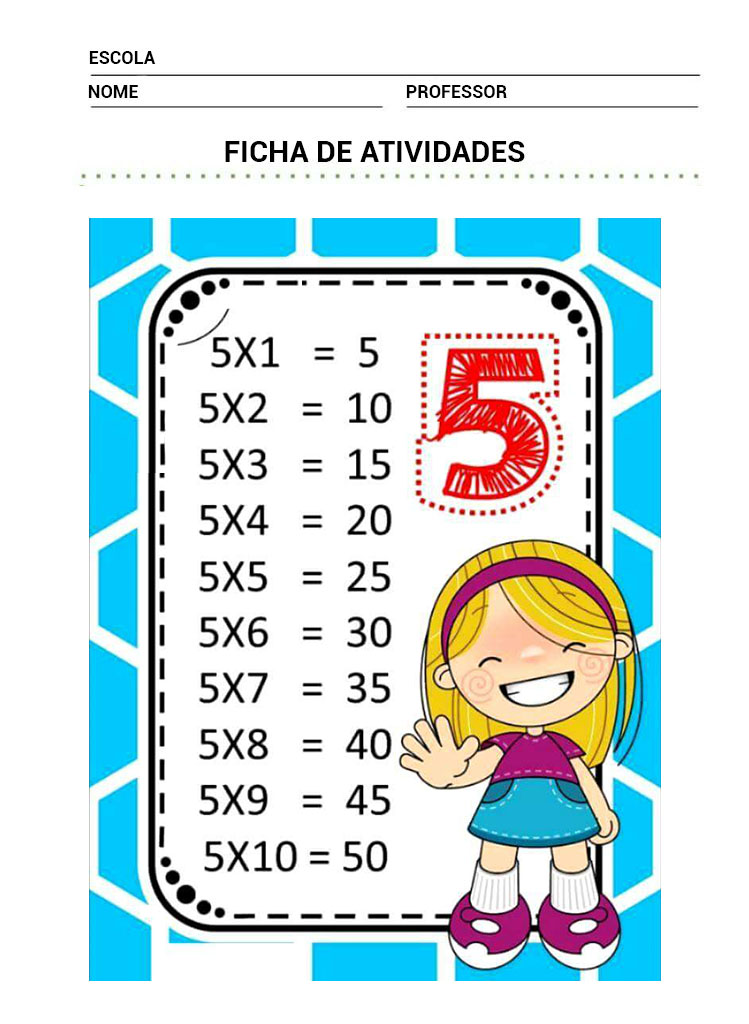 ESCOLA
NOME PROFESSOR
FICHA DE ATIVIDADES
5X1 = 5
5X2 = 10
5X3 = 15
5X4 = 20
5X5 = 25
5X6 = 30
5X7 = 35
5X8 = 40
5X9 = 45
5X10 = 50
5